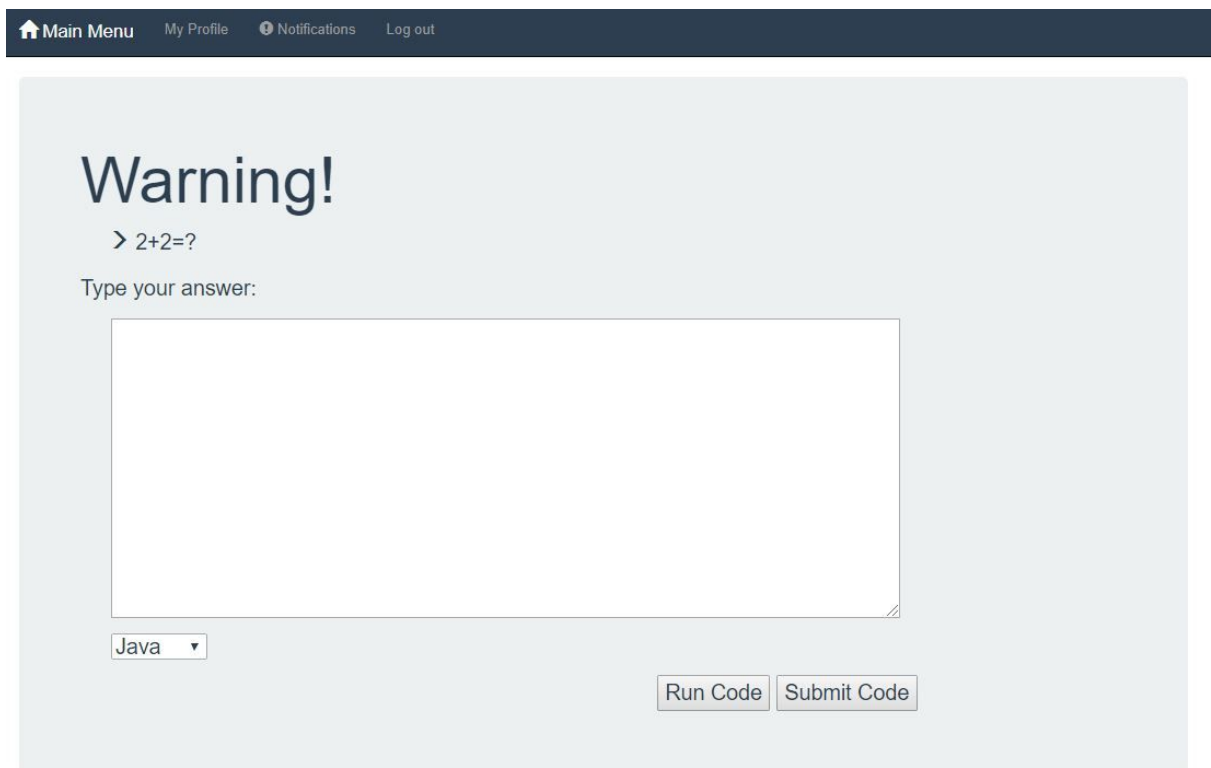 Main Menu My Profile Notifications Log out
Warning!
2+2=?
Type your answer:
Java
Run Code Submit Code